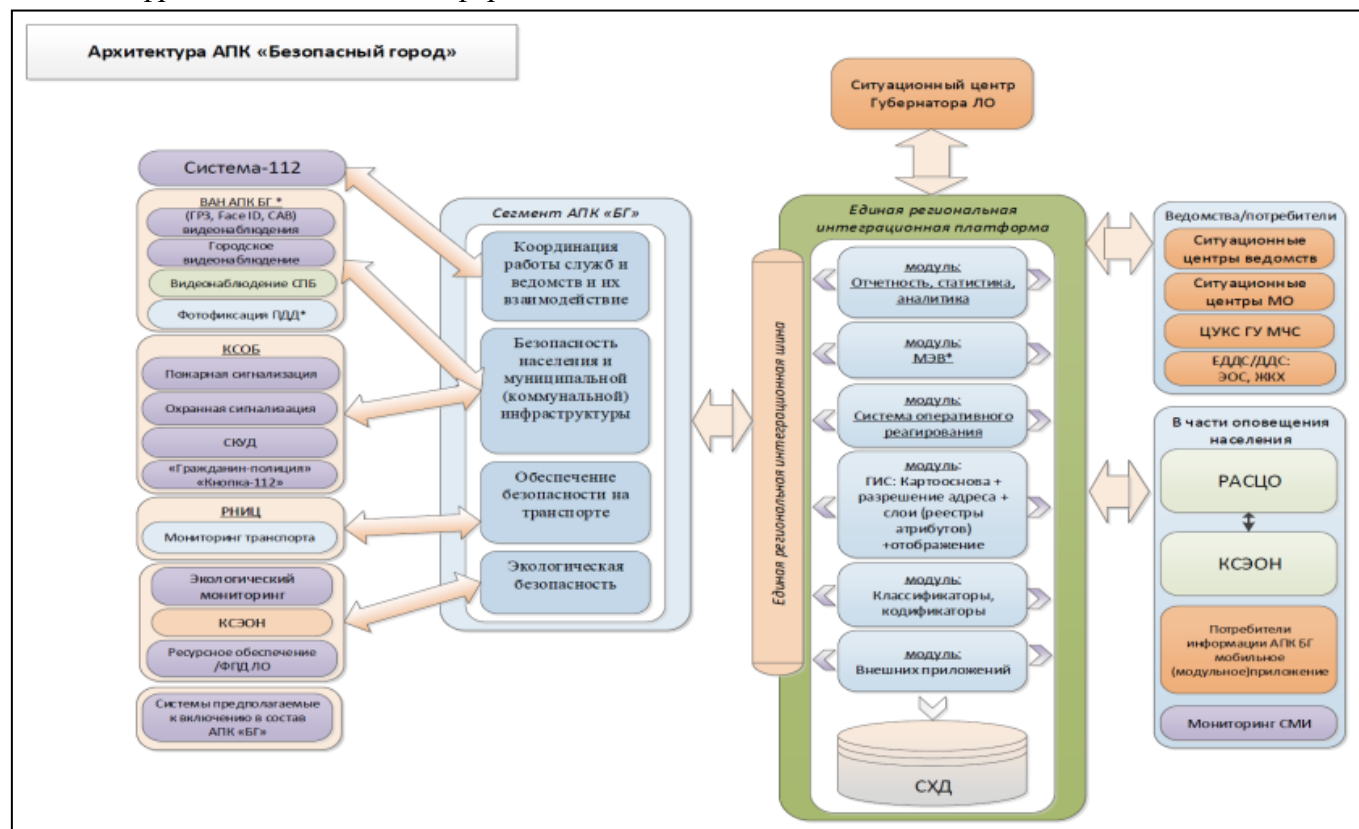 Архитектура АПК «Безопасный город»
Ситуационный центр
Губернатора ЛО
Система-112
ВАН АПК БГ *
(ГРЗ, Face ID, САВ)
видеонаблюдения
Городское
видеонаблюдение
Видеонаблюдение СПБ
Фотофиксация ПДД*
КСОБ
Пожарная сигнализация
Охранная сигнализация
СКУД
«Гражданин-полиция»
«Кнопка-112»
РНИЦ
Мониторинг транспорта
Экологический
мониторинг
КСЭОН
Ресурсное обеспечение
/ФПД ЛО
Системы предполагаемые
к включению в состав
АПК «БГ»
Сегмент АПК «БГ»
Координация
работы служб и
ведомств и их
взаимодействие
Безопасность
населения и
муниципальной
(коммунальной)
инфраструктуры
Обеспечение
безопасности на
транспорте
Экологическая
безопасность
Единая региональная интеграционная шина
Единая региональная
интеграционная платформа
модуль:
Отчетность, статистика,
аналитика
модуль:
МЭВ*
модуль:
Система оперативного
реагирования
модуль:
ГИС: Картооснова +
разрешение адреса +
слои (реестры
атрибутов)
+отображение
модуль:
Классификаторы,
кодификаторы
модуль:
Внешних приложений
СХД
Ведомства/потребители
Ситуационные
центры ведомств
Ситуационные
центры МО
ЦУКС ГУ МЧС
ЕДДС/ДДС:
ЭОС, ЖКХ
В части оповещения
населения
РАСЦО
КСЭОН
Потребители
информации АПК БГ
мобильное
(модульное)приложение
Мониторинг СМИ